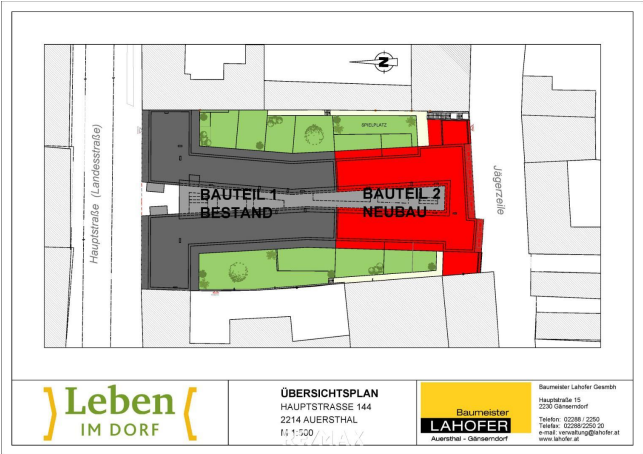 Hauptstraße (Landesstraße)
SPIELPLATZ
BAUTEIL 1
BESTAND
BAUTEIL 2
NEUBAU
Jägerzeile
Leben
IM DORF
ÜBERSICHTSPLAN
HAUPTSTRASSE 144
2214 AUERSTHAL
M 1:500
RE/MAX
Baumeister
LAHOFER
Auersthal - Gänserndorf
Baumeister Lahofer Gesmbh
Hauptstraße 15
2230 Gänserndorf
Telefon: 02288 / 2250
Telefax: 02288/2250 20
e-mail: verwaltung@lahofer.at
www.lahofer.at